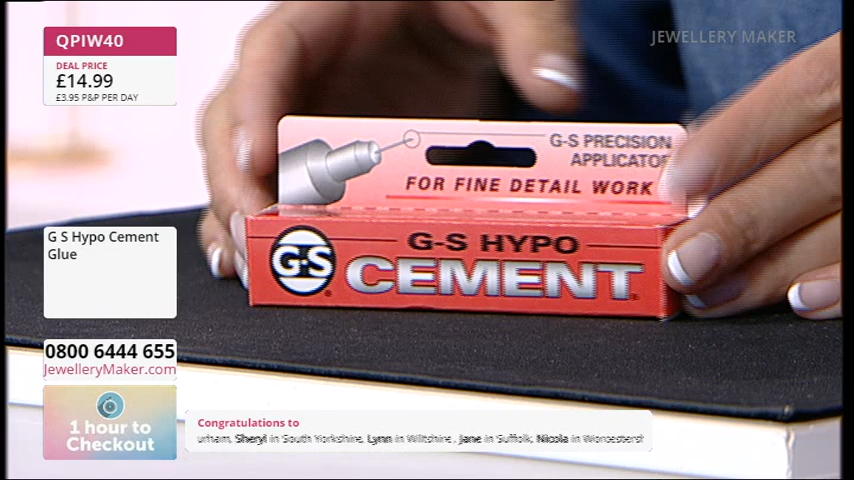 QPIW40
DEAL PRICE
£14.99
£3.95 P&P PER DAY
JEWELLERY MAKER
G-S PRECISION
APPLICATOR
FOR FINE DETAIL WORK
G-S HYPO
G-S
CEMENT
G S Hypo Cement
Glue
0800 6444 655
JewelleryMaker.com
1 hour to
Checkout
Congratulations to
urham, Sheryl in South Yorkshire, Lynn in Wiltshire, Jane in Suffolk, Nicola in Worcestersh